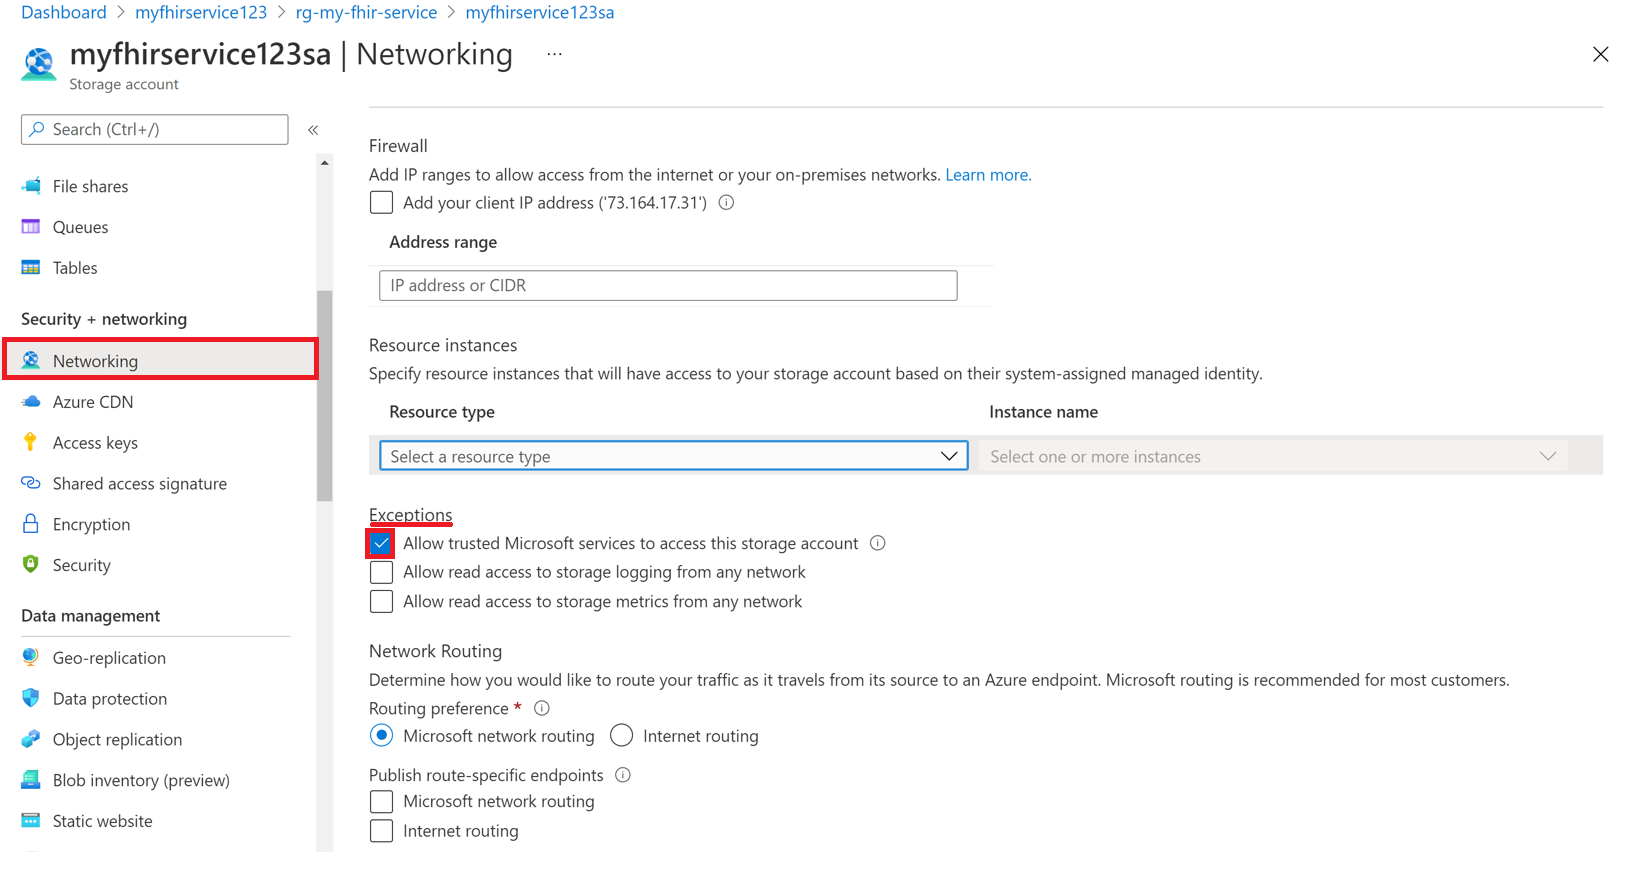 Dashboard > myfhirservice123 > rg-my-fhir-service > myfhirservice123sa
myfhirservice123sa | Networking ...
Storage account
Search (Ctrl+/)
«
File shares
Queues
Tables
Security + networking
Networking
Azure CDN
Access keys
Shared access signature
Encryption
Security
Data management
Geo-replication
Data protection
Object replication
Blob inventory (preview)
Static website
Firewall
Add IP ranges to allow access from the internet or your on-premises networks. Learn more.
Add your client IP address ('73.164.17.31')
Address range
IP address or CIDR
Resource instances
Specify resource instances that will have access to your storage account based on their system-assigned managed identity.
Resource type Instance name
Select a resource type Select one or more instances
Exceptions
Allow trusted Microsoft services to access this storage account
Allow read access to storage logging from any network
Allow read access to storage metrics from any network
Network Routing
Determine how you would like to route your traffic as it travels from its source to an Azure endpoint. Microsoft routing is recommended for most customers.
Routing preference *
Microsoft network routing Internet routing
Publish route-specific endpoints
Microsoft network routing
Internet routing